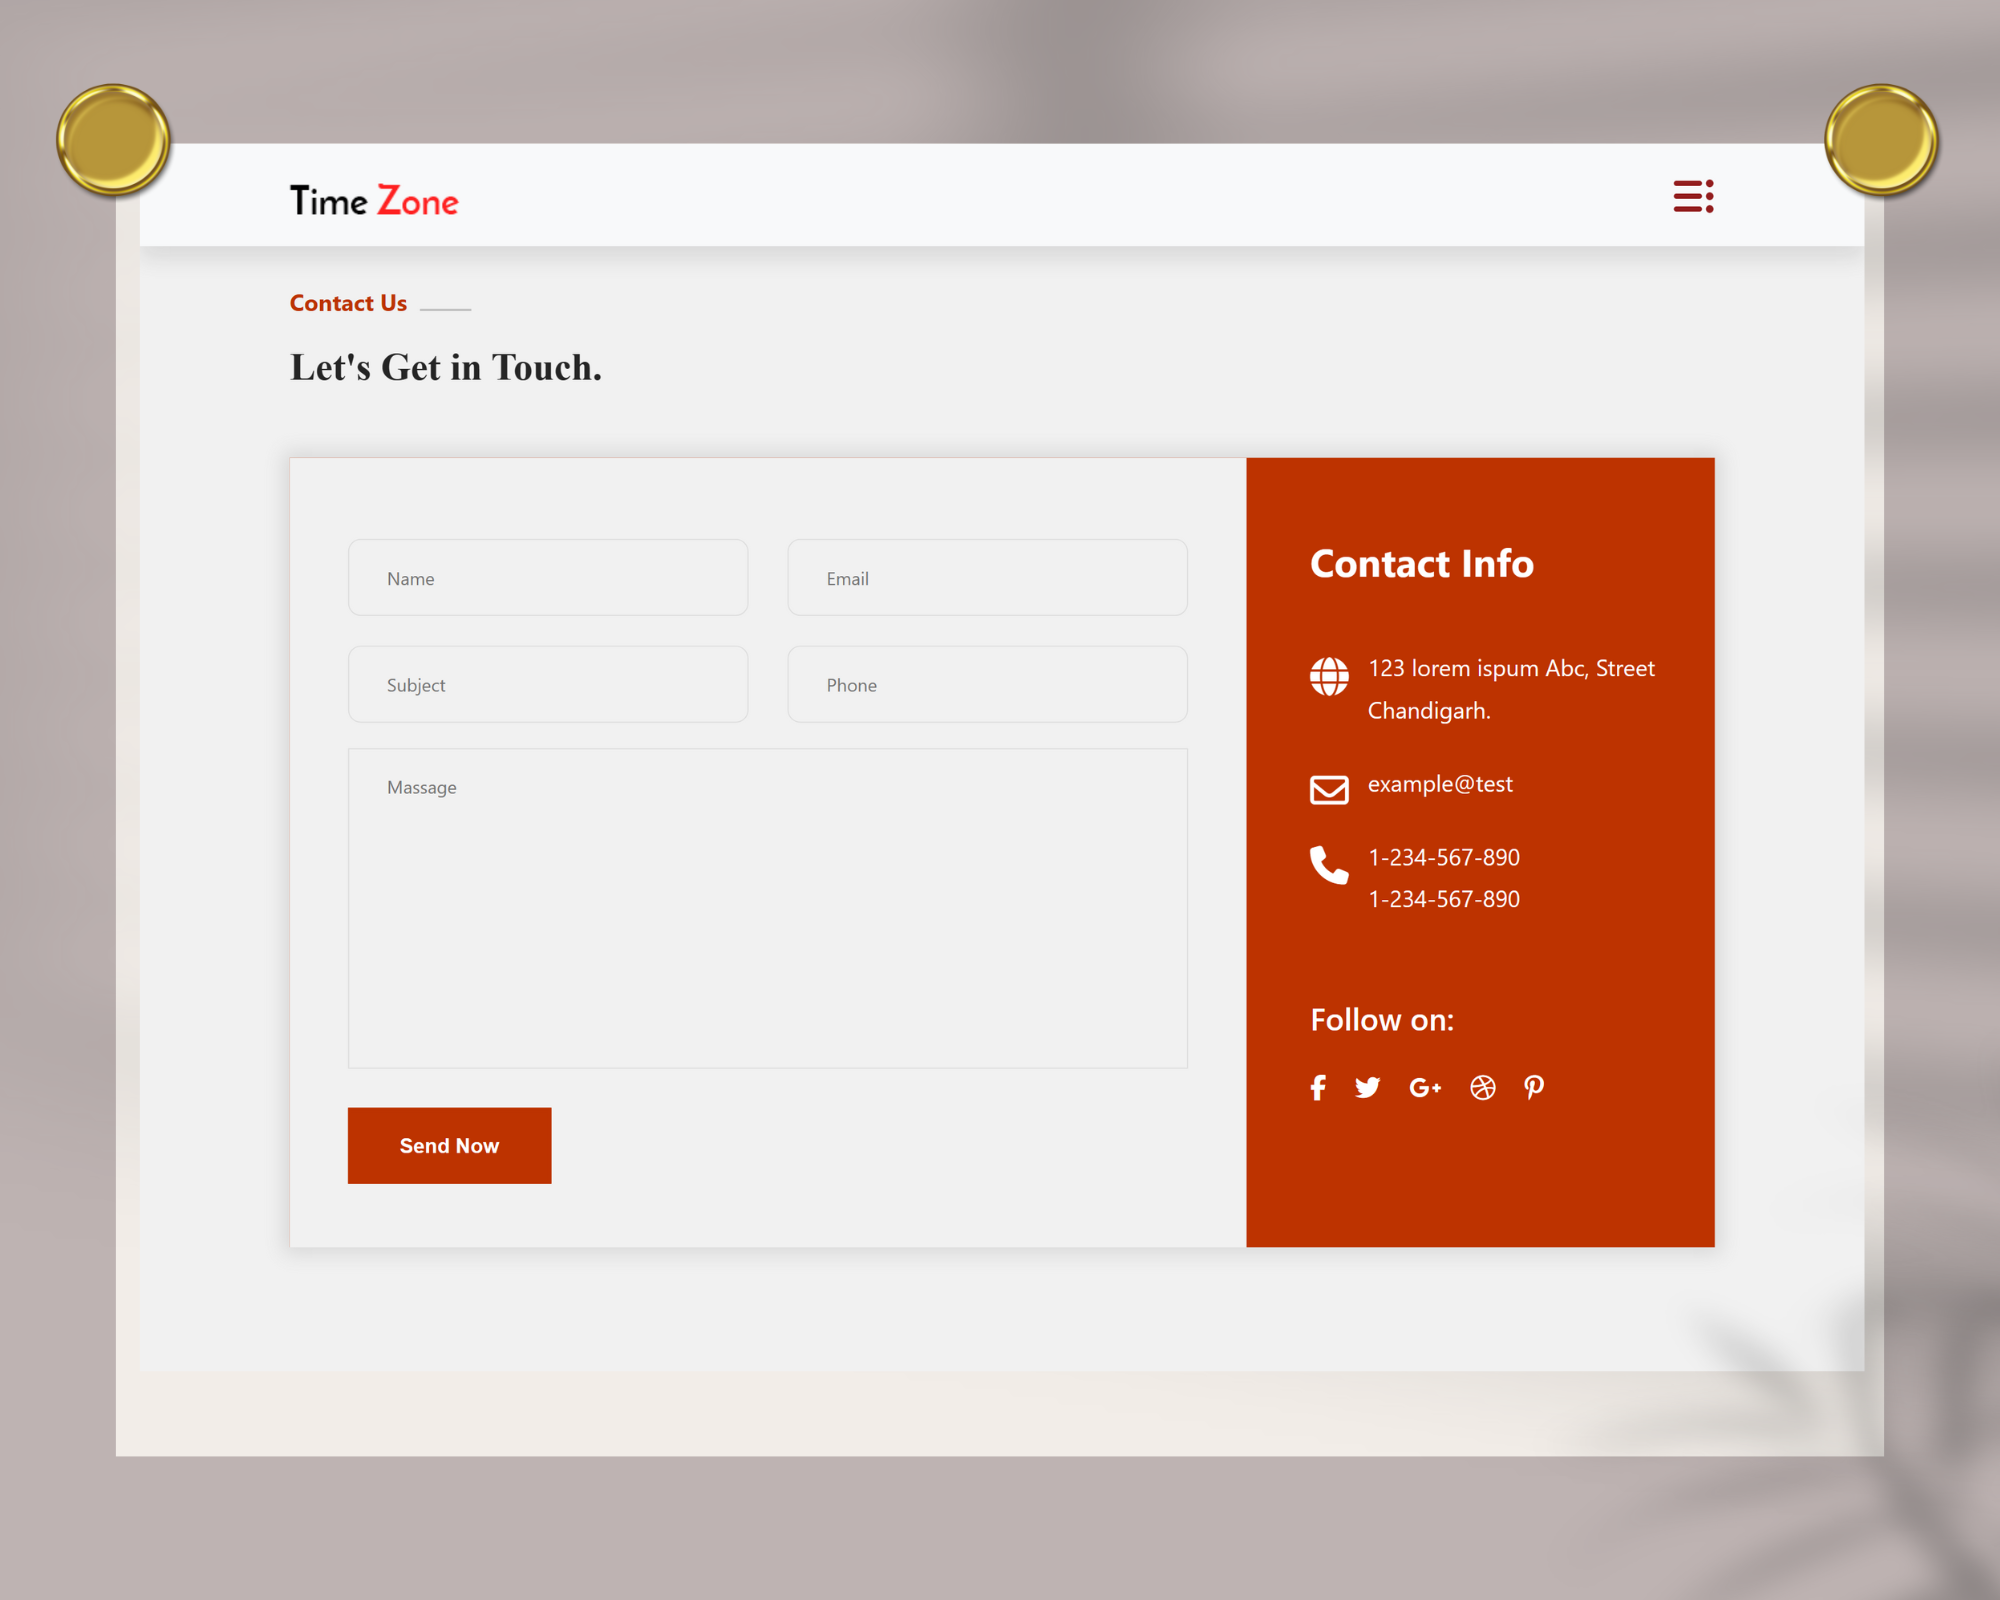 Time Zone
Contact Us
Let's Get in Touch.
Name
Email
Subject
Phone
Massage
Send Now
Contact Info
123 lorem ispum Abc, Street
Chandigarh.
example@test
1-234-567-890
1-234-567-890
Follow on: